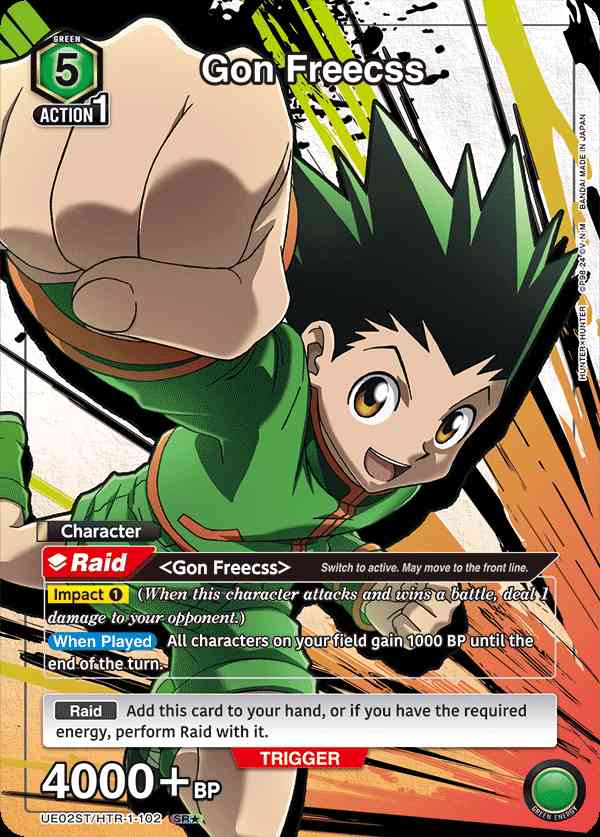 GREEN
5
ACTION 1
Gon Freecss
HUNTER×HUNTER ©P98-24 ©V･N･M BANDAI MADE IN JAPAN
Character
Raid <Gon Freecss> Switch to active. May move to the front line.
Impact 1 (When this character attacks and wins a battle, deal 1
damage to your opponent.)
When Played All characters on your field gain 1000 BP until the
end of the turn.
Raid Add this card to your hand, or if you have the required
energy, perform Raid with it.
TRIGGER
4000+ BP
UE02ST/HTR-1-102 SR★
GREEN ENERGY